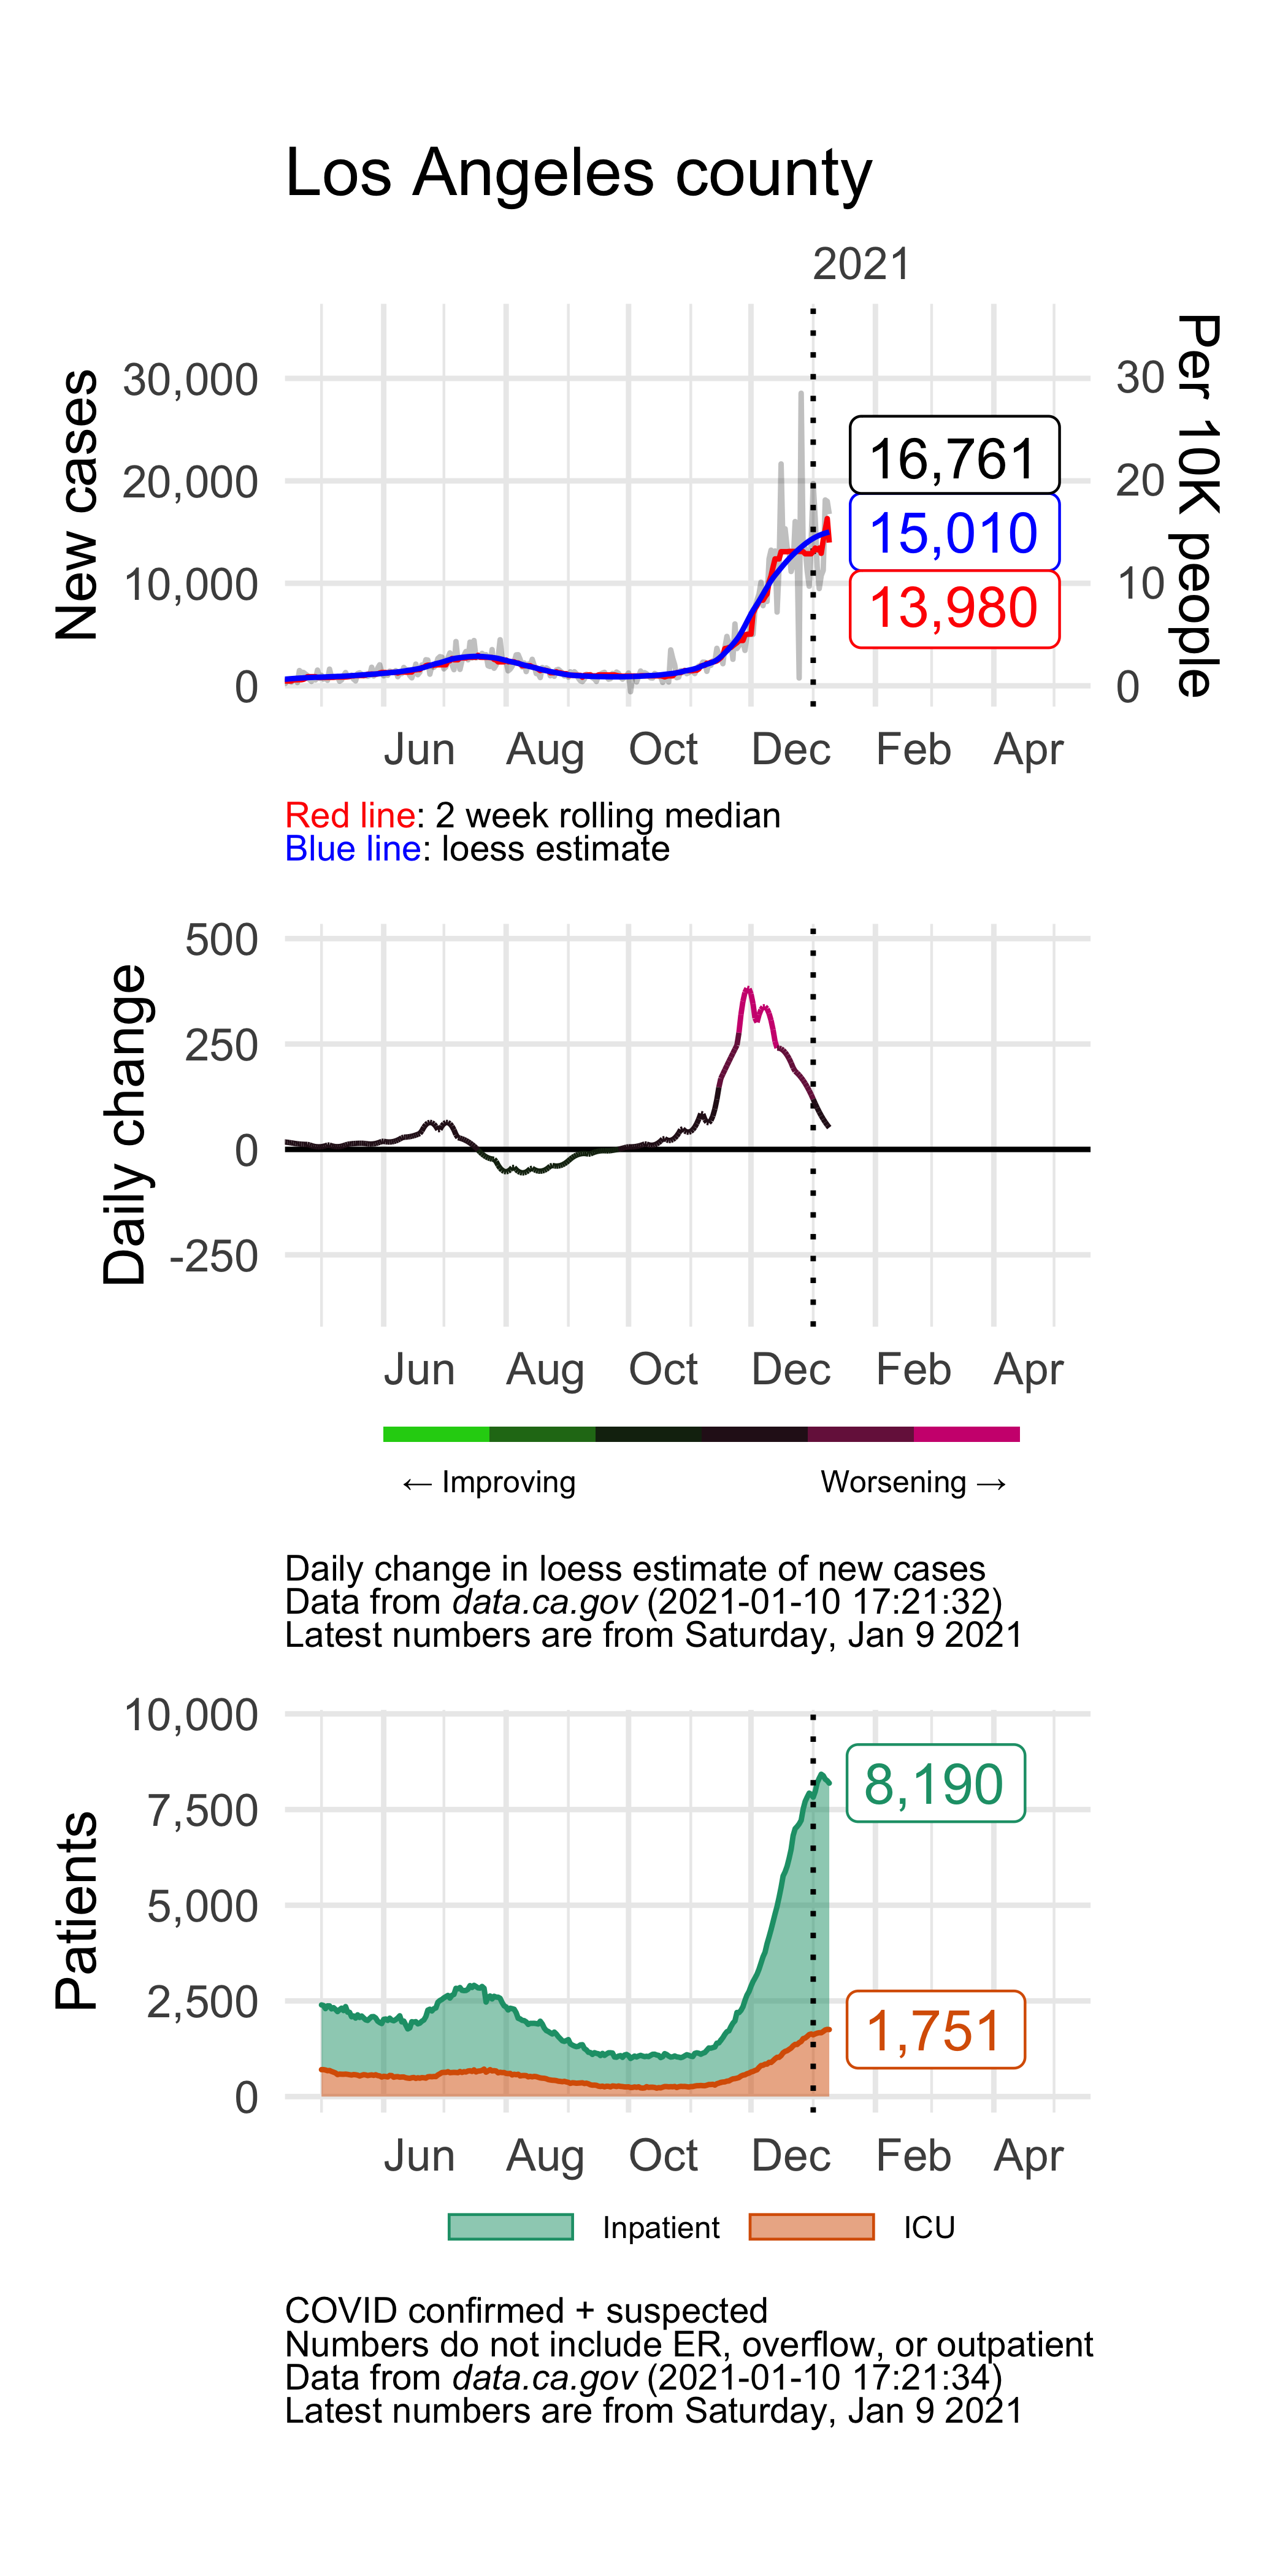 Los Angeles county
2021
New cases
30,000
20,000
10,000
0
30
20
10
0
Per 10K people
16,761
15,010
13,980
Jun Aug Oct Dec Feb Apr
Red line: 2 week rolling median
Blue line: loess estimate
Daily change
500
250
0
-250
Jun Aug Oct Dec Feb Apr
← Improving Worsening →
Daily change in loess estimate of new cases
Data from data.ca.gov (2021-01-10 17:21:32)
Latest numbers are from Saturday, Jan 9 2021
Patients
10,000
7,500
5,000
2,500
0
8,190
1,751
Jun Aug Oct Dec Feb Apr
Inpatient ICU
COVID confirmed + suspected
Numbers do not include ER, overflow, or outpatient
Data from data.ca.gov (2021-01-10 17:21:34)
Latest numbers are from Saturday, Jan 9 2021